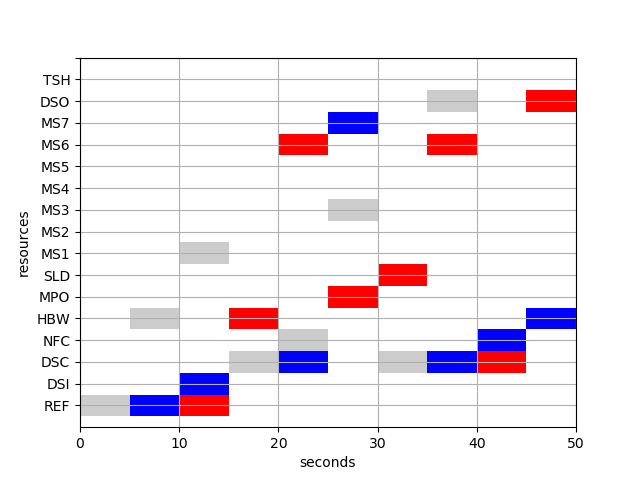 TSH
DSO
MS7
MS6
MS5
MS4
MS3
MS2
MS1
SLD
MPO
HBW
NFC
DSC
DSI
REF
resources
0 10 20 30 40 50
seconds